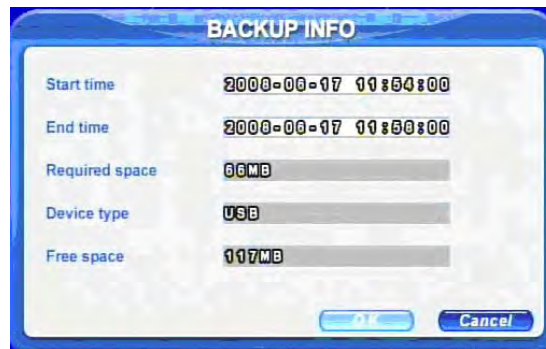 BACKUP INFO
Start time 2008-06-17 11:54:00
End time 2008-06-17 11:58:00
Required space 66MB
Device type USB
Free space 117MB
OK Cancel